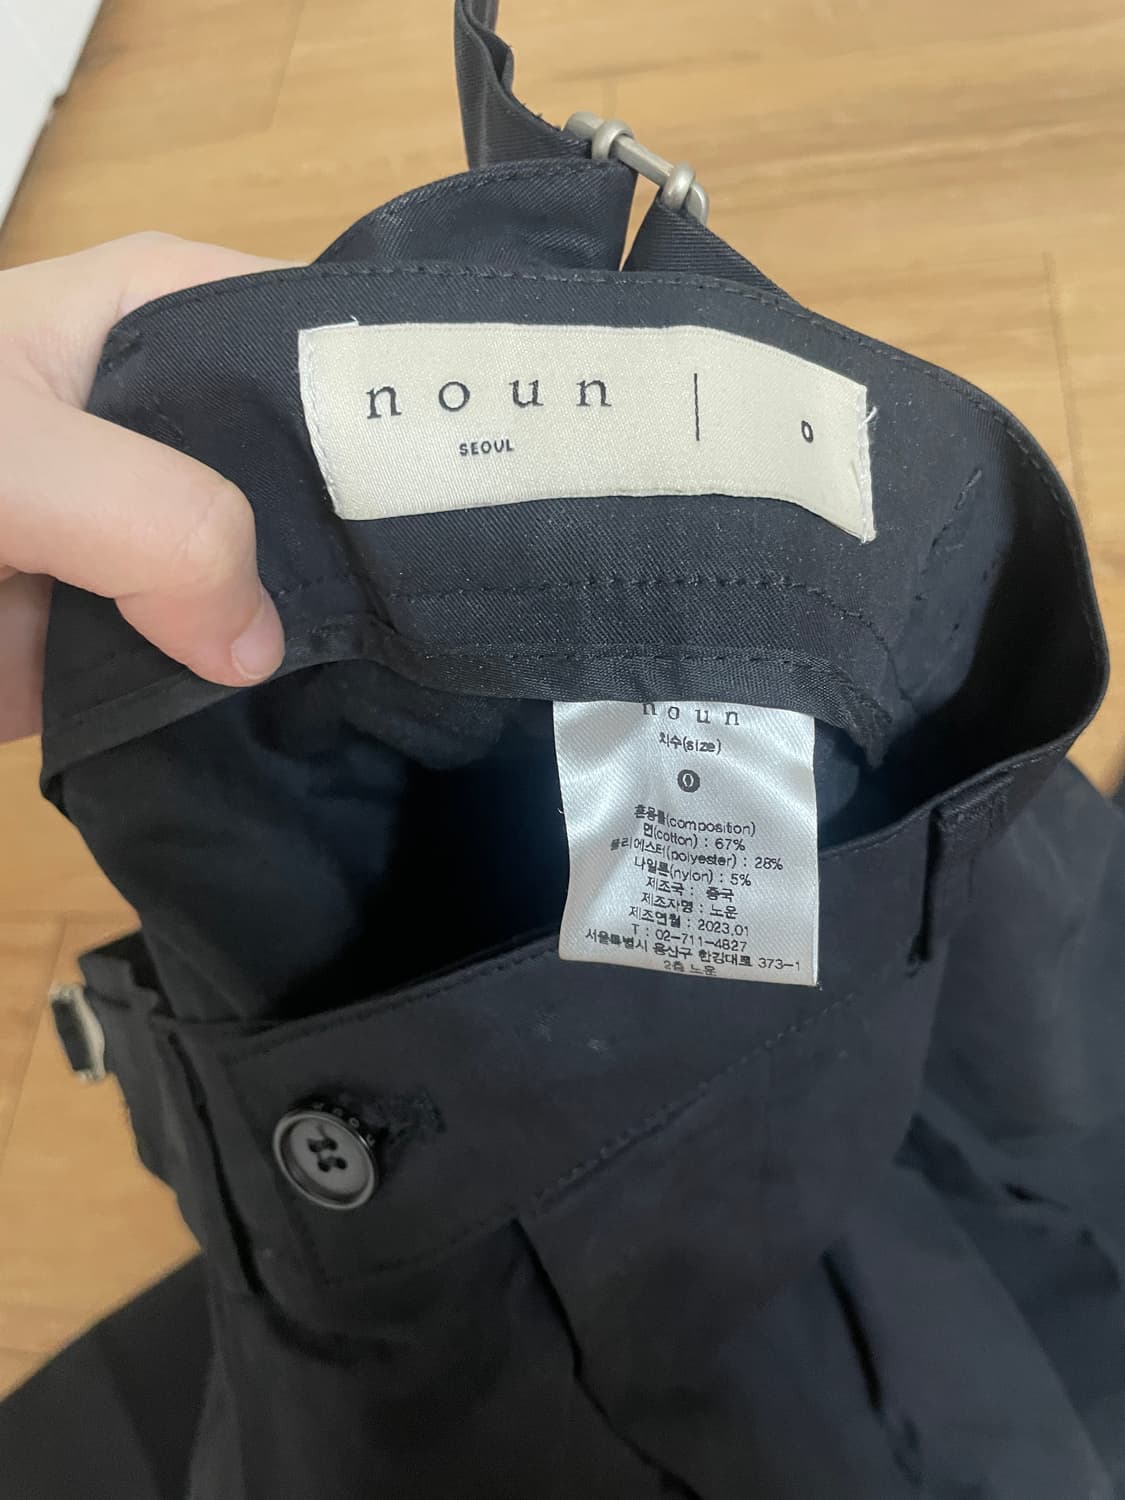 noun
SEOUL
0
noun
치수(size)
0
혼용률(composition)
면(cotton) : 67%
폴리에스터(polyester) : 28%
나일론(nylon) : 5%
제조국 : 중국
제조자명 : 노운
제조연월 : 2023.01
T : 02-711-4827
서울특별시 용산구 한강대로 373-1
2층 노운
noun